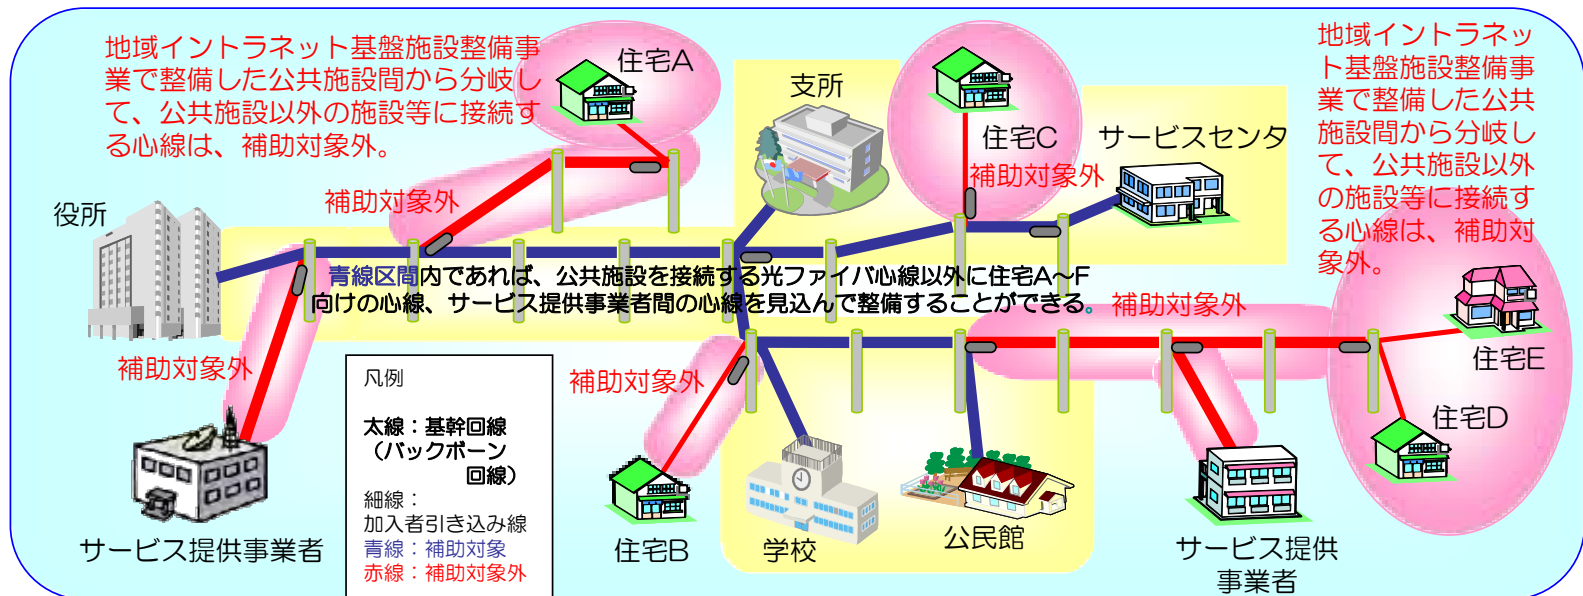 地域イントラネット基盤施設整備事
業で整備した公共施設間から分岐し
て、公共施設以外の施設等に接続す
る心線は、補助対象外。
住宅A
支所
住宅C
サービスセンタ
地域イントラネッ
ト基盤施設整備事
業で整備した公共
施設間から分岐し
て、公共施設以外
の施設等に接続す
る心線は、補助対
象外。
補助対象外
補助対象外
役所
青線区間内であれば、公共施設を接続する光ファイバ心線以外に住宅A～F
向けの心線、サービス提供事業者間の心線を見込んで整備することができる。
補助対象外
補助対象外
補助対象外
住宅E
住宅D
凡例
太線：基幹回線
（バックボーン
回線）
細線：
加入者引き込み線
青線：補助対象
赤線：補助対象外
サービス提供事業者
住宅B
学校
公民館
サービス提供
事業者